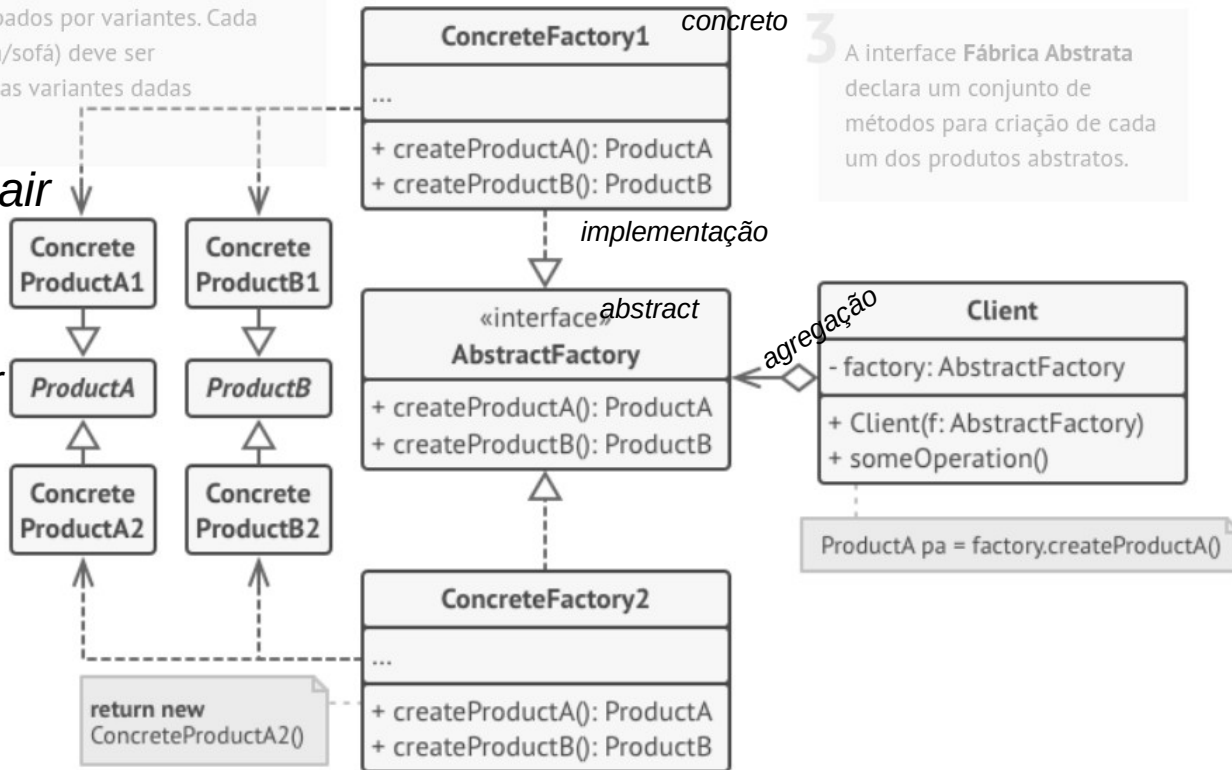 por variantes. Cada
/sofá) deve ser
as variantes dadas
ConcreteFactory1
concreto
...
+ createProductA(): ProductA
+ createProductB(): ProductB
3
A interface Fábrica Abstrata
declara um conjunto de
métodos para criação de cada
um dos produtos abstratos.
air
implementação
Concrete
ProductA1
Concrete
ProductB1
ProductA
ProductB
Concrete
ProductA2
Concrete
ProductB2
«interface»
abstract
AbstractFactory
+ createProductA(): ProductA
+ createProductB(): ProductB
agregação
Client
- factory: AbstractFactory
+ Client(f: AbstractFactory)
+ someOperation()
ProductA pa = factory.createProductA()
ConcreteFactory2
...
+ createProductA(): ProductA
+ createProductB(): ProductB
return new
ConcreteProductA2()